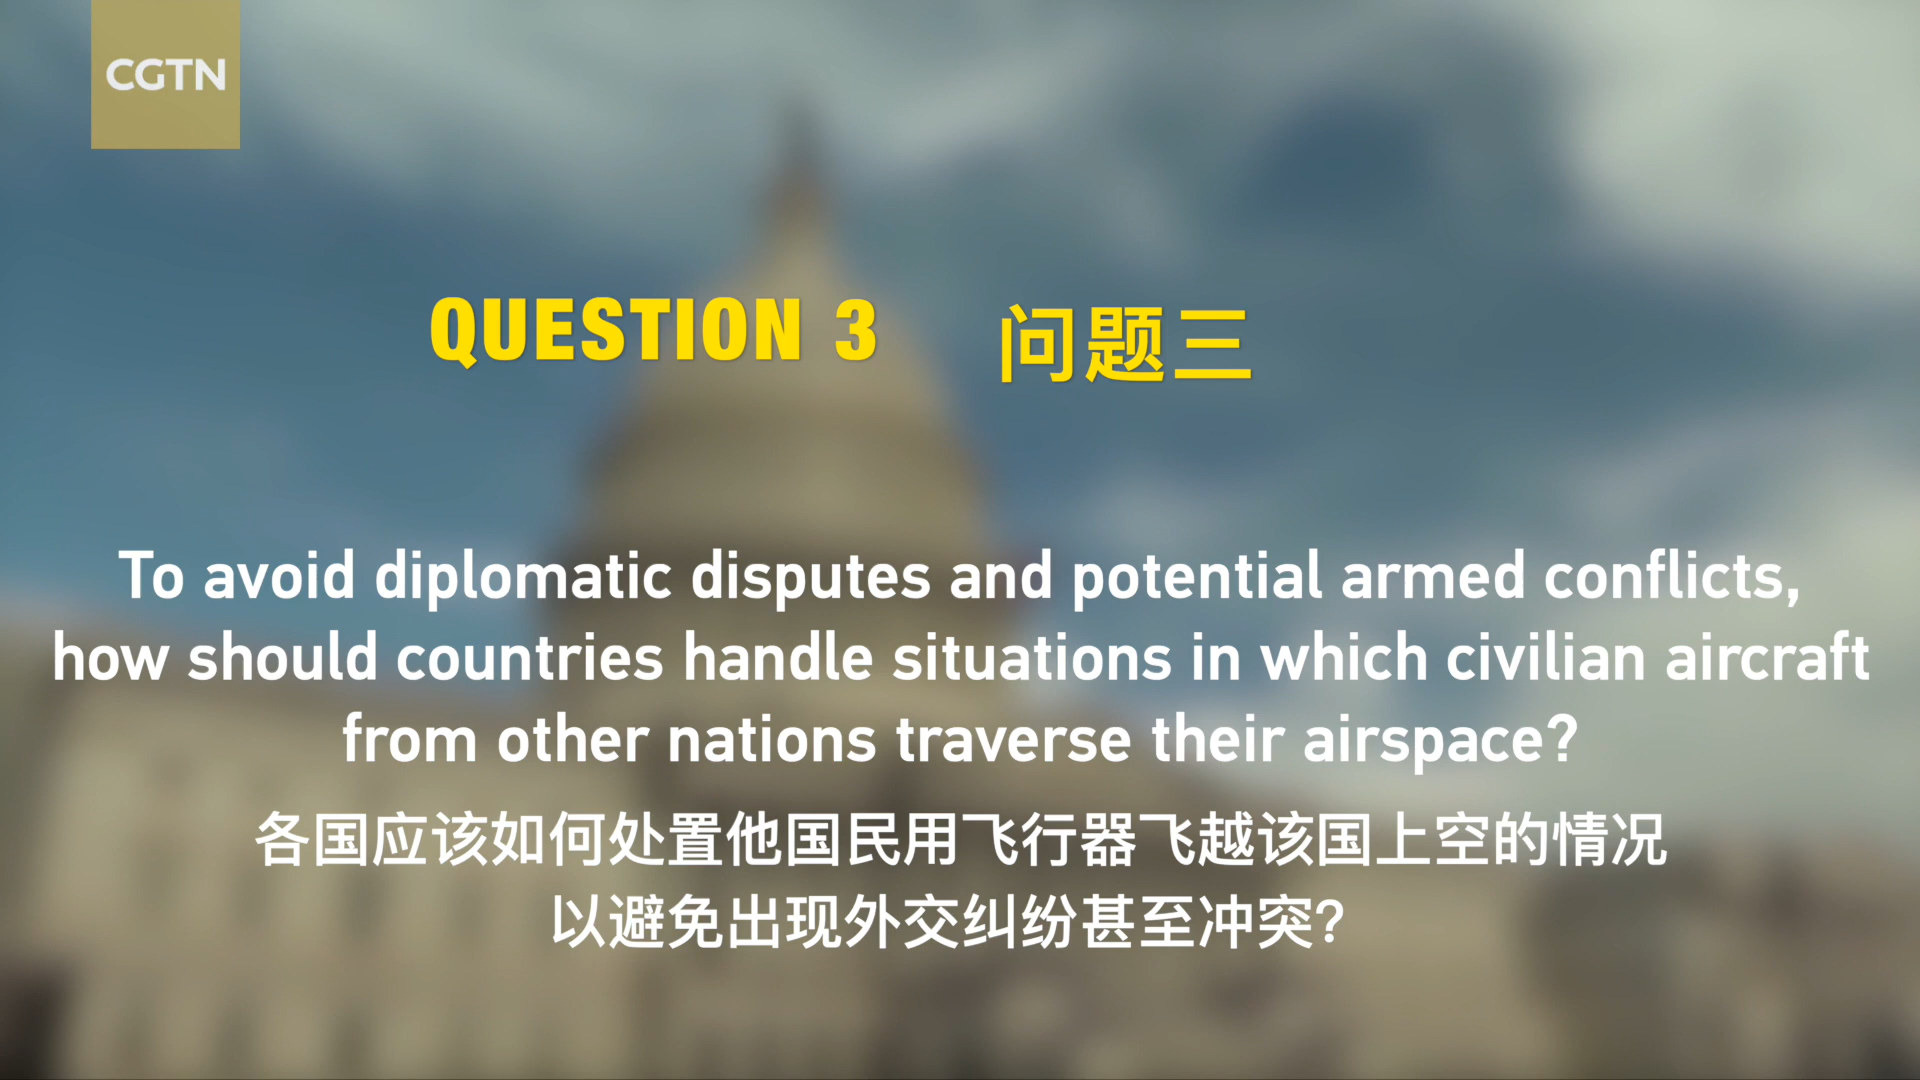 CGTN
QUESTION 3 问题三
To avoid diplomatic disputes and potential armed conflicts,
how should countries handle situations in which civilian aircraft
from other nations traverse their airspace?
各国应该如何处置他国民用飞行器飞越该国上空的情况
以避免出现外交纠纷甚至冲突?